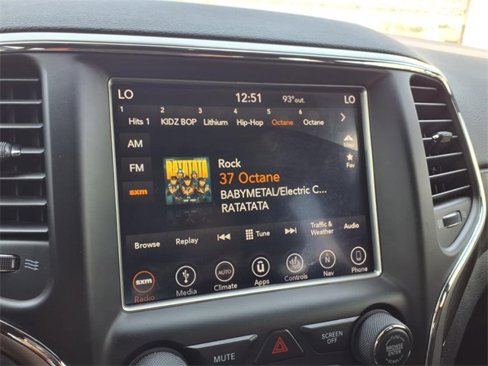 LO 12:51 93°out. LO
1 2 3 4 5 6
Hits 1 KIDZ BOP Lithium Hip-Hop Octane Octane
AM
FM
sxm
Fav
RATATATA
Rock
37 Octane
BABYMETAL/Electric C...
RATATATA
Browse Replay Tune Traffic & Weather Audio
sxm AUTO N
Radio Media Climate Apps Controls Nav Phone
MUTE
SCREEN OFF
BROWSE
ENTER